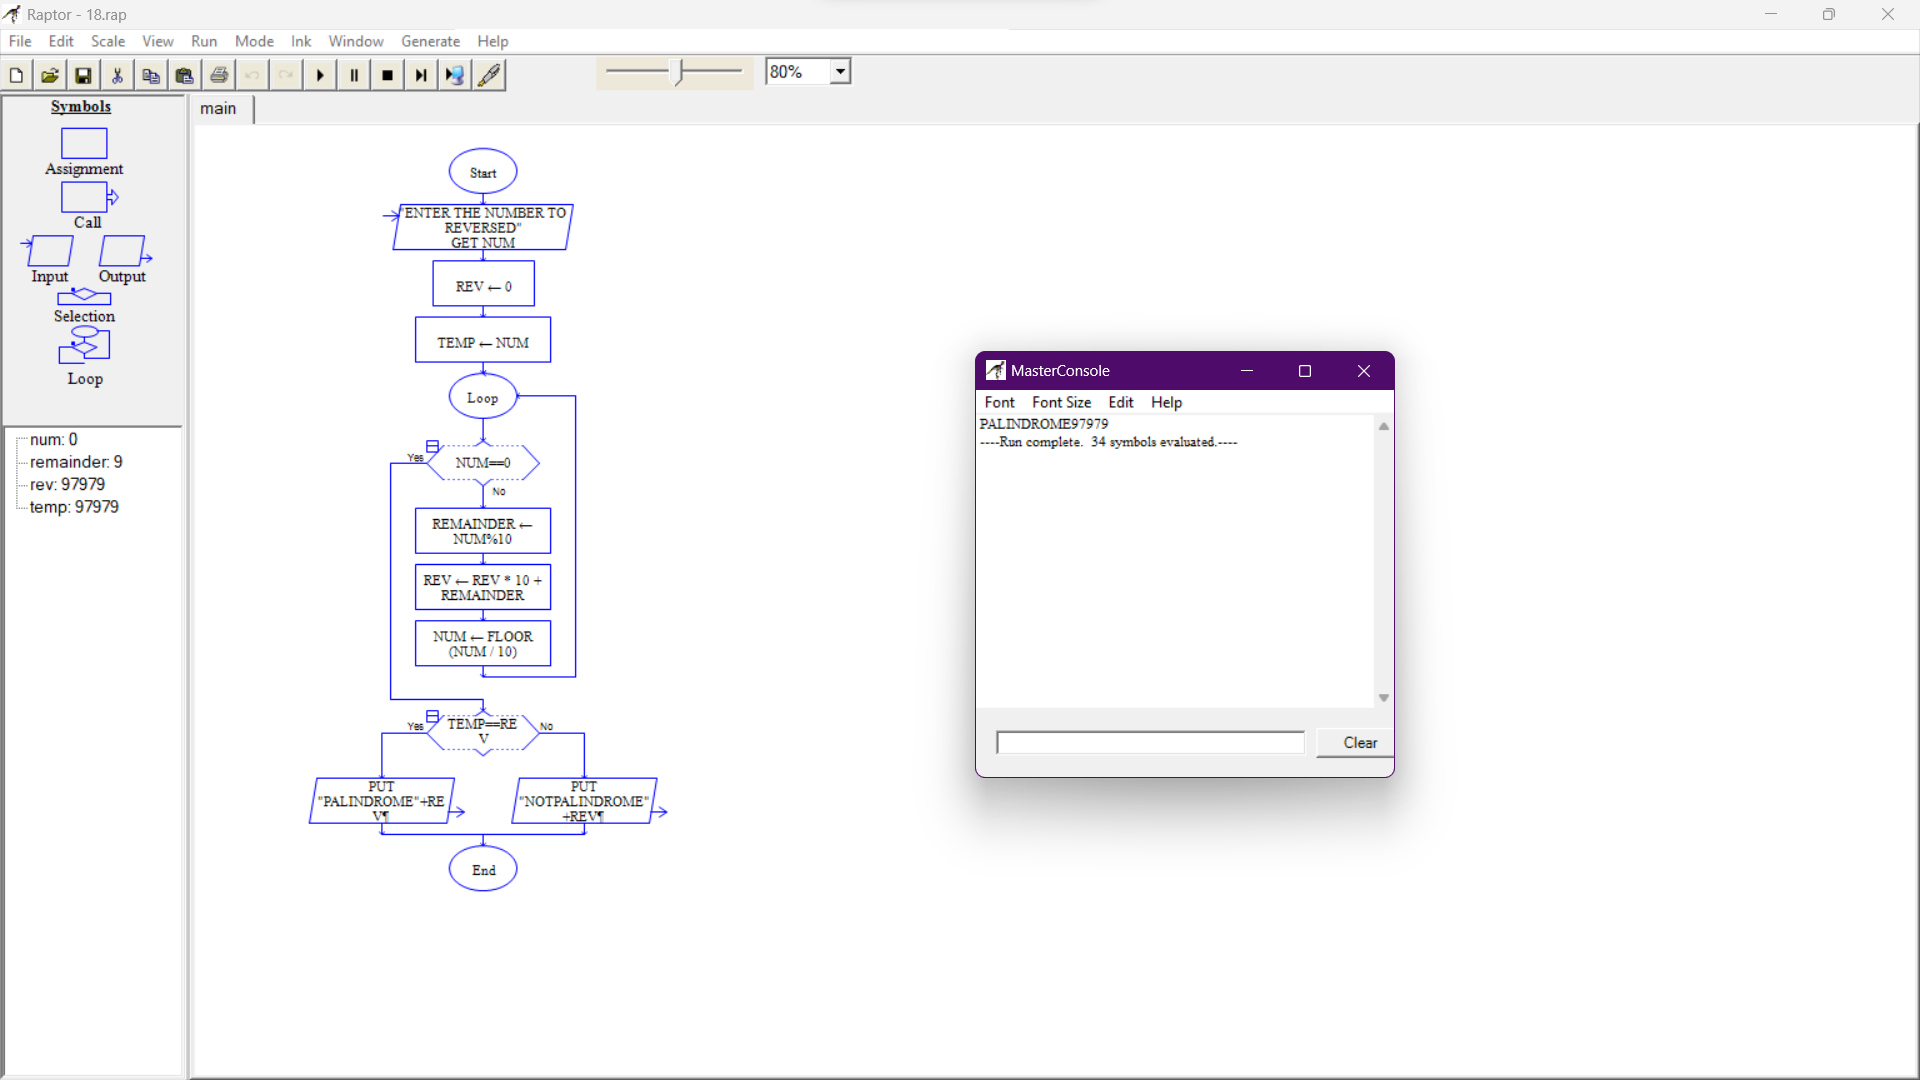 Raptor - 18.rap
File Edit Scale View Run Mode Ink Window Generate Help
80%
Symbols
Assignment
Call
Input Output
Selection
Loop
num: 0
remainder: 9
rev: 97979
temp: 97979
main
Start
"ENTER THE NUMBER TO
REVERSED"
GET NUM
REV ← 0
TEMP ← NUM
Loop
Yes
NUM==0
No
REMAINDER ←
NUM%10
REV ← REV * 10 +
REMAINDER
NUM ← FLOOR
(NUM / 10)
Yes
TEMP==RE
V
No
PUT
"PALINDROME"+RE
V¶
PUT
"NOTPALINDROME"
+REV¶
End
MasterConsole
Font Font Size Edit Help
PALINDROME97979
----Run complete.  34 symbols evaluated.----
Clear